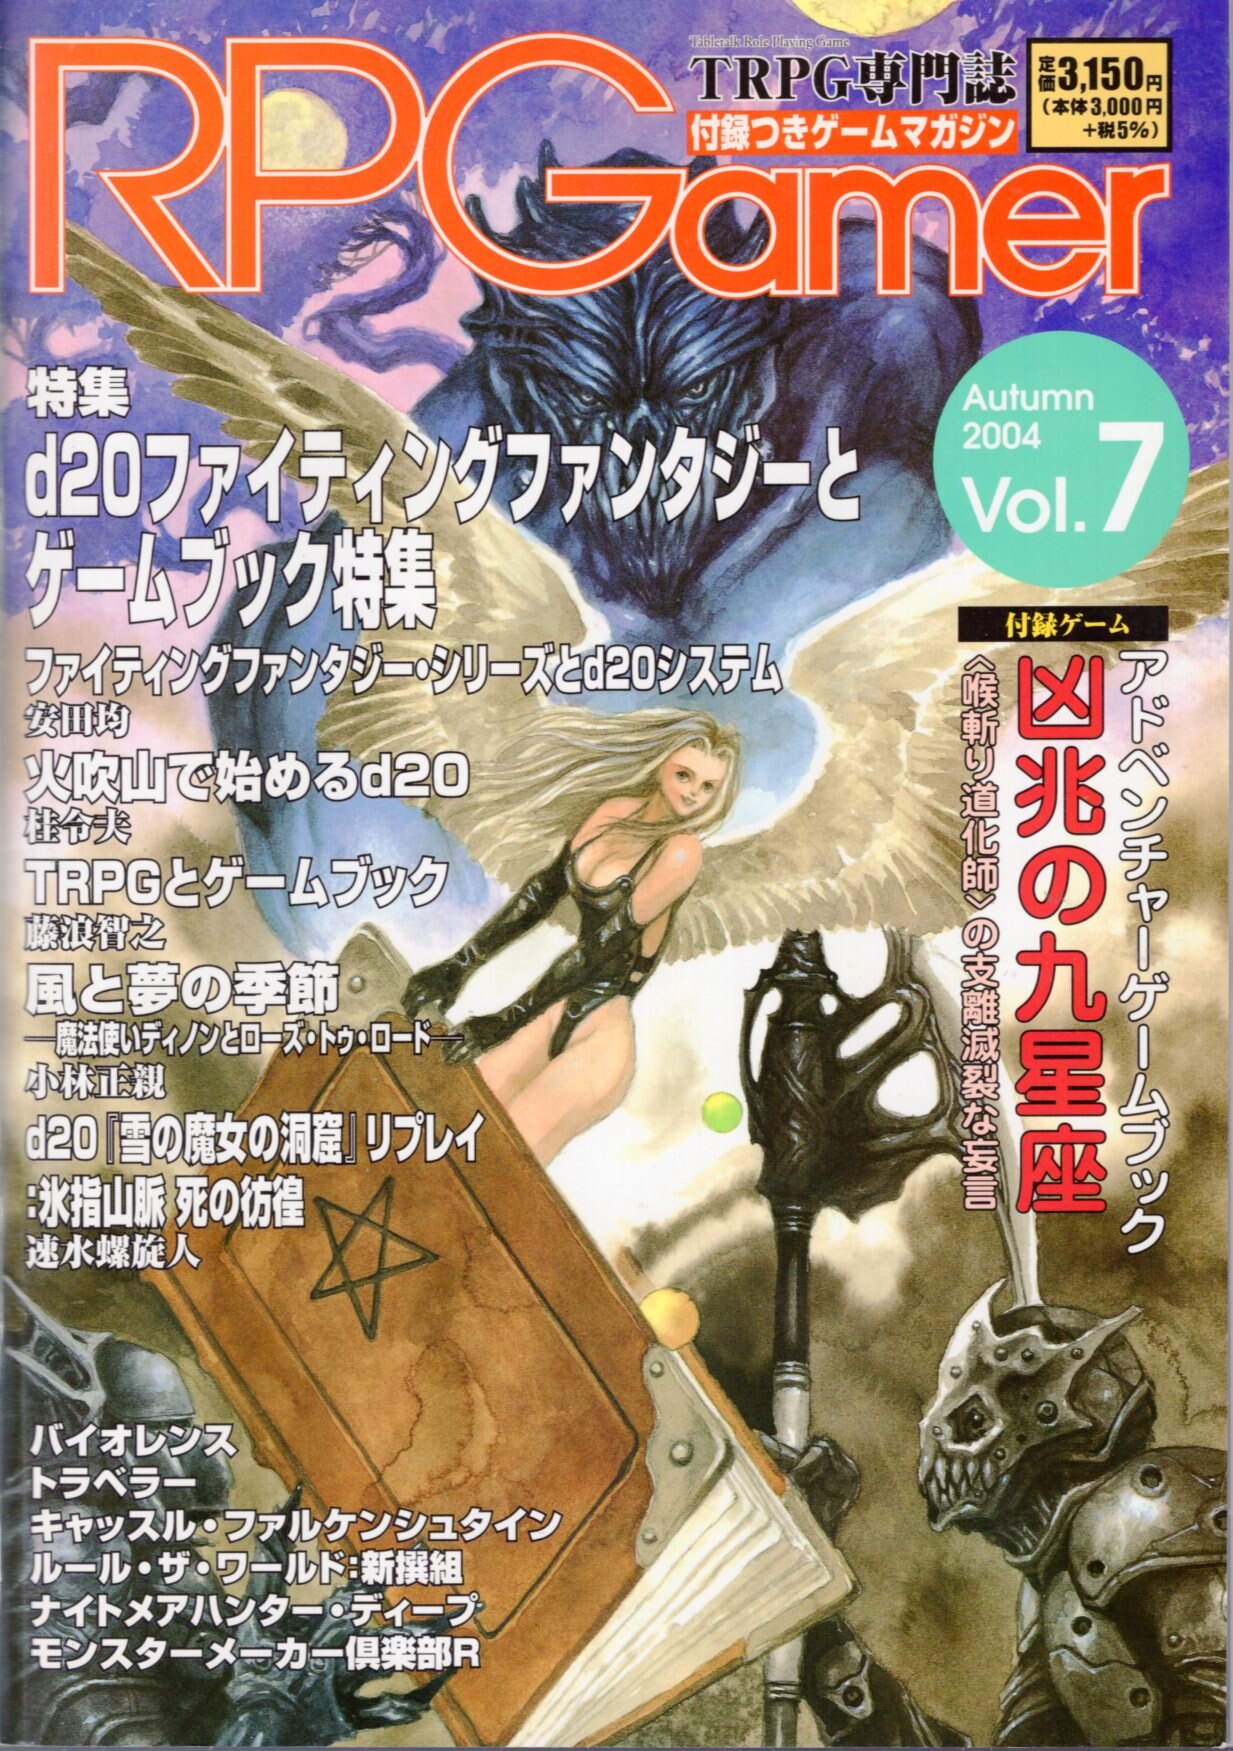 RPGamer
Tabletalk Role Playing Game
TRPG専門誌
付録つきゲームマガジン
定価3,150円
(本体3,000円
+税5%)
Autumn
2004
Vol.7
特集
d20ファイティングファンタジーと
ゲームブック特集
ファイティングファンタジー・シリーズとd20システム
安田均
火吹山で始めるd20
桂令夫
TRPGとゲームブック
藤浪智之
風と夢の季節
―魔法使いディノンとローズ・トゥ・ロード―
小林正親
d20『雪の魔女の洞窟』リプレイ
:氷指山脈 死の彷徨
速水螺旋人
付録ゲーム
アドベンチャーゲームブック
凶兆の九星座
〈喉斬り道化師〉の支離滅裂な妄言
バイオレンス
トラベラー
キャッスル・ファルケンシュタイン
ルール・ザ・ワールド:新撰組
ナイトメアハンター・ディープ
モンスターメーカー倶楽部R